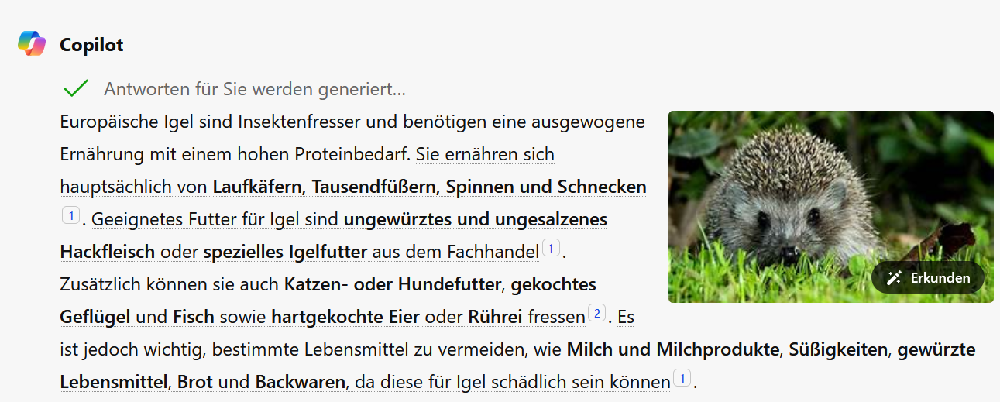 Copilot
Antworten für Sie werden generiert...
Europäische Igel sind Insektenfresser und benötigen eine ausgewogene
Ernährung mit einem hohen Proteinbedarf. Sie ernähren sich
hauptsächlich von Laufkäfern, Tausendfüßern, Spinnen und Schnecken
1 . Geeignetes Futter für Igel sind ungewürztes und ungesalzenes
Hackfleisch oder spezielles Igelfutter aus dem Fachhandel 1 .
Zusätzlich können sie auch Katzen- oder Hundefutter, gekochtes
Geflügel und Fisch sowie hartgekochte Eier oder Rührei fressen 2 . Es
ist jedoch wichtig, bestimmte Lebensmittel zu vermeiden, wie Milch und Milchprodukte, Süßigkeiten, gewürzte
Lebensmittel, Brot und Backwaren, da diese für Igel schädlich sein können 1 .
Erkunden